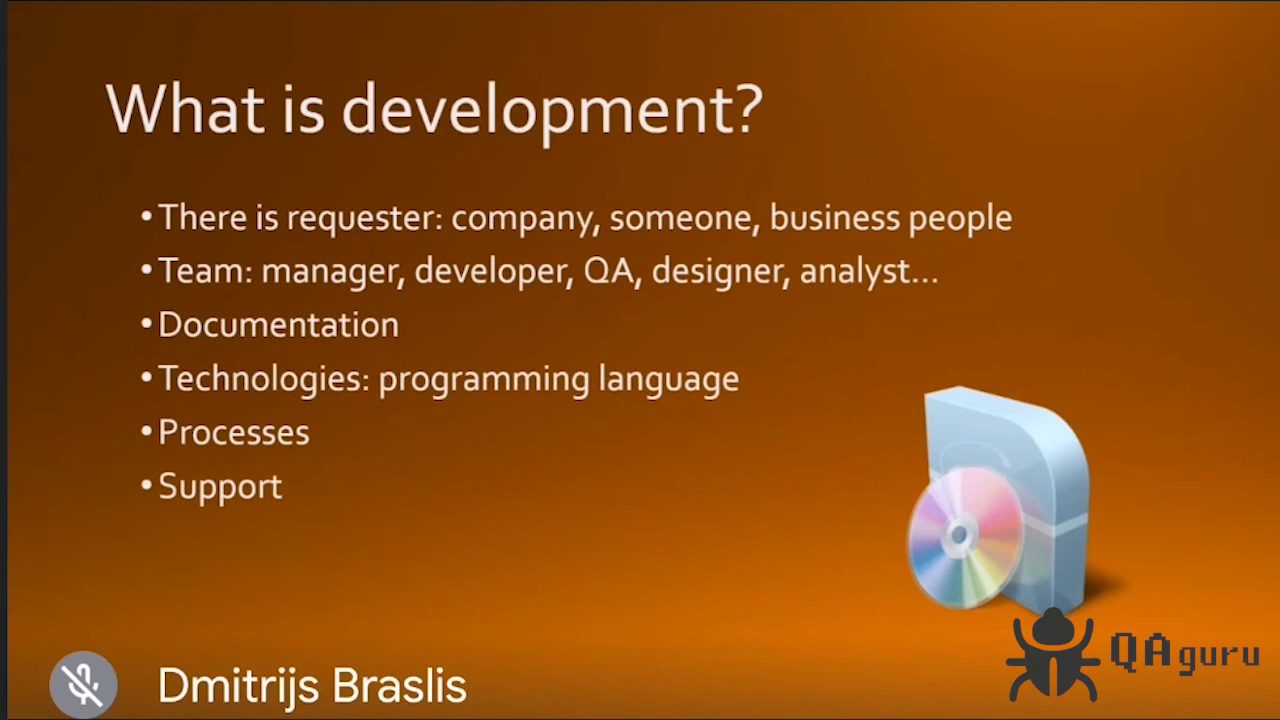 What is development?
• There is requester: company, someone, business people
• Team: manager, developer, QA, designer, analyst...
• Documentation
• Technologies: programming language
• Processes
• Support
Dmitrijs Braslis
QAguru